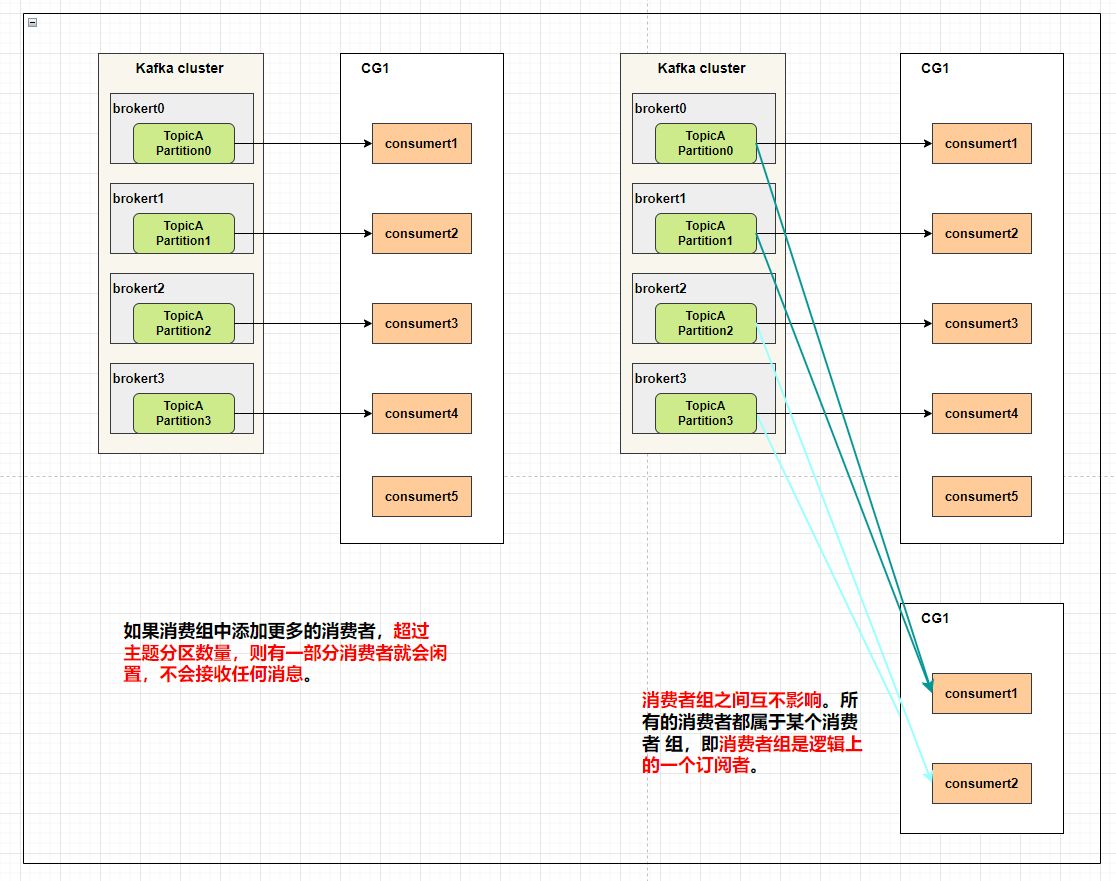 Kafka cluster
brokert0
TopicA
Partition0
brokert1
TopicA
Partition1
brokert2
TopicA
Partition2
brokert3
TopicA
Partition3
CG1
consumert1
consumert2
consumert3
consumert4
consumert5
如果消费组中添加更多的消费者，超过
主题分区数量，则有一部分消费者就会闲
置，不会接收任何消息。
Kafka cluster
brokert0
TopicA
Partition0
brokert1
TopicA
Partition1
brokert2
TopicA
Partition2
brokert3
TopicA
Partition3
CG1
consumert1
consumert2
consumert3
consumert4
consumert5
CG1
consumert1
consumert2
消费者组之间互不影响。所
有的消费者都属于某个消费
者 组，即消费者组是逻辑上
的一个订阅者。